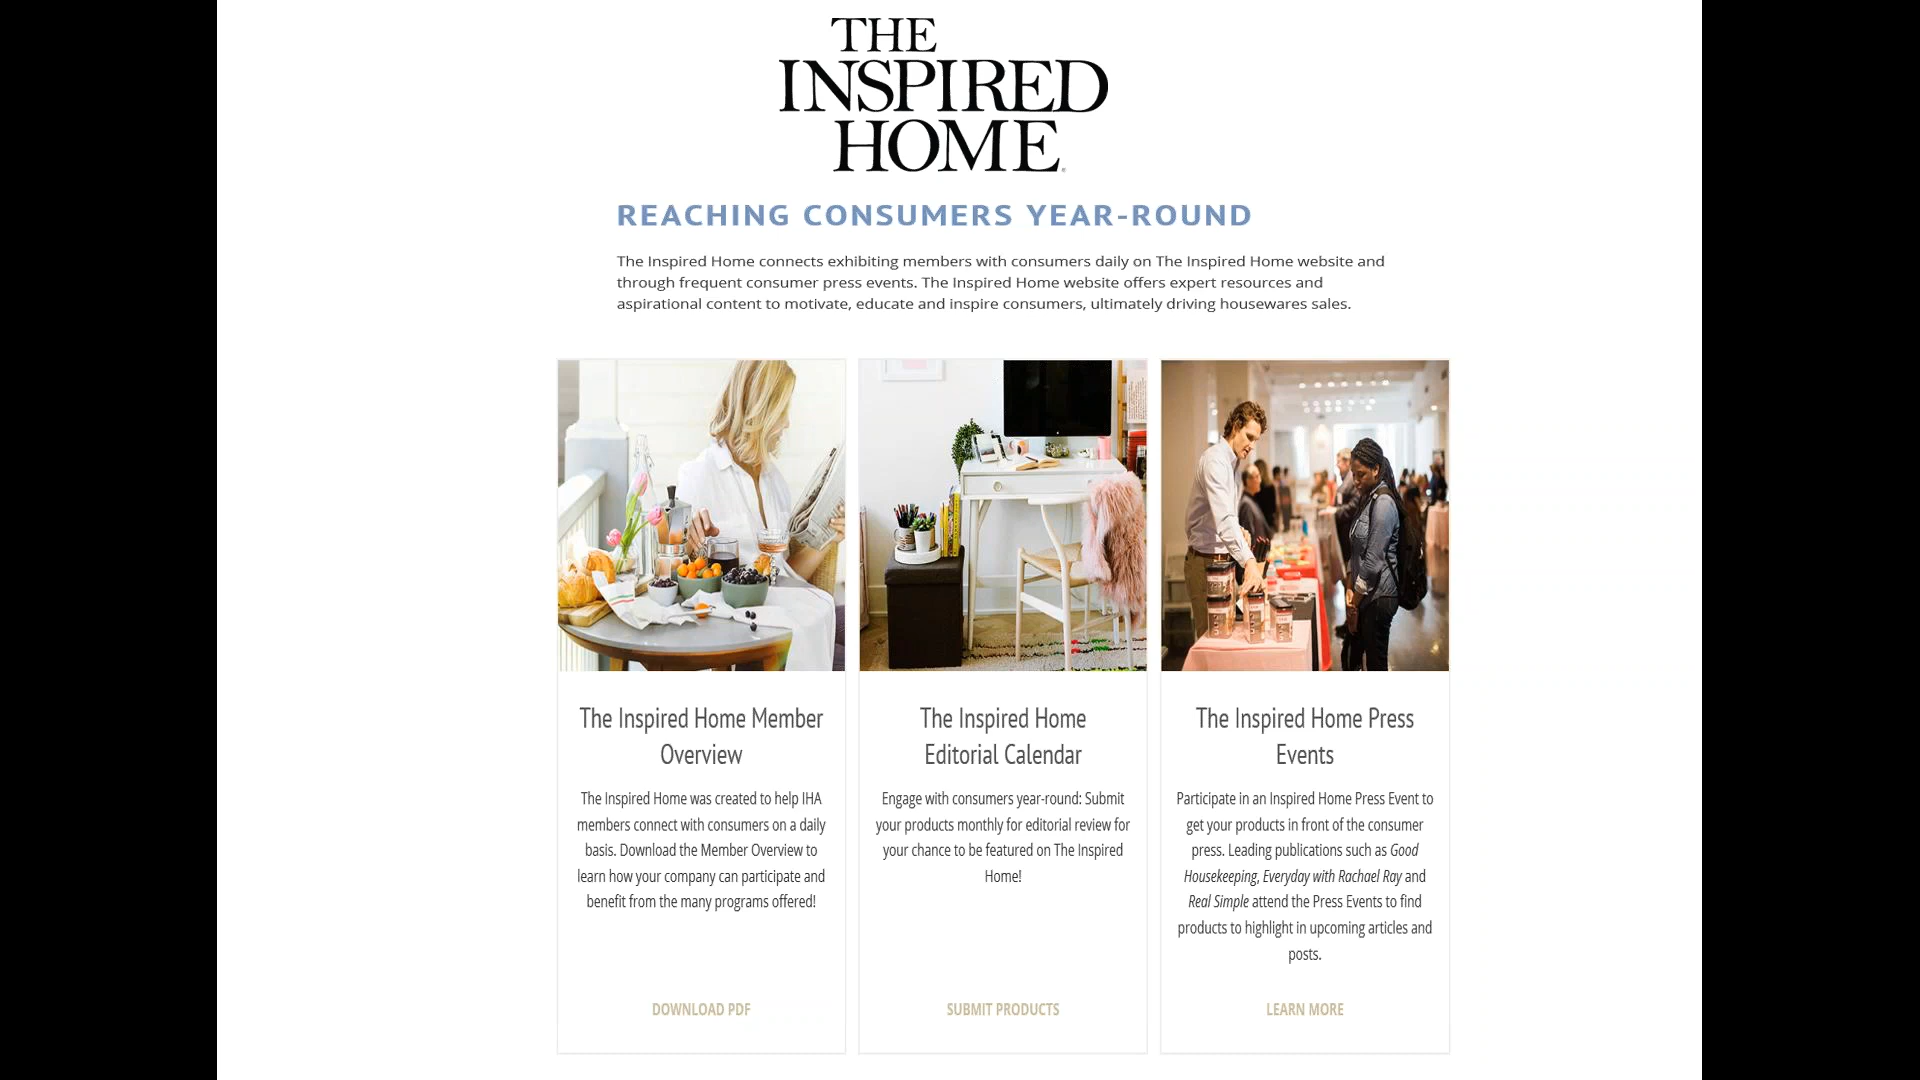 THE
INSPIRED
HOME
REACHING CONSUMERS YEAR-ROUND
The Inspired Home connects exhibiting members with consumers daily on The Inspired Home website and
through frequent consumer press events. The Inspired Home website offers expert resources and
aspirational content to motivate, educate and inspire consumers, ultimately driving housewares sales.
The Inspired Home Member
Overview
The Inspired Home was created to help IHA
members connect with consumers on a daily
basis. Download the Member Overview to
learn how your company can participate and
benefit from the many programs offered!
DOWNLOAD PDF
The Inspired Home
Editorial Calendar
Engage with consumers year-round: Submit
your products monthly for editorial review for
your chance to be featured on The Inspired
Home!
SUBMIT PRODUCTS
The Inspired Home Press
Events
Participate in an Inspired Home Press Event to
get your products in front of the consumer
press. Leading publications such as Good
Housekeeping, Everyday with Rachael Ray and
Real Simple attend the Press Events to find
products to highlight in upcoming articles and
posts.
LEARN MORE